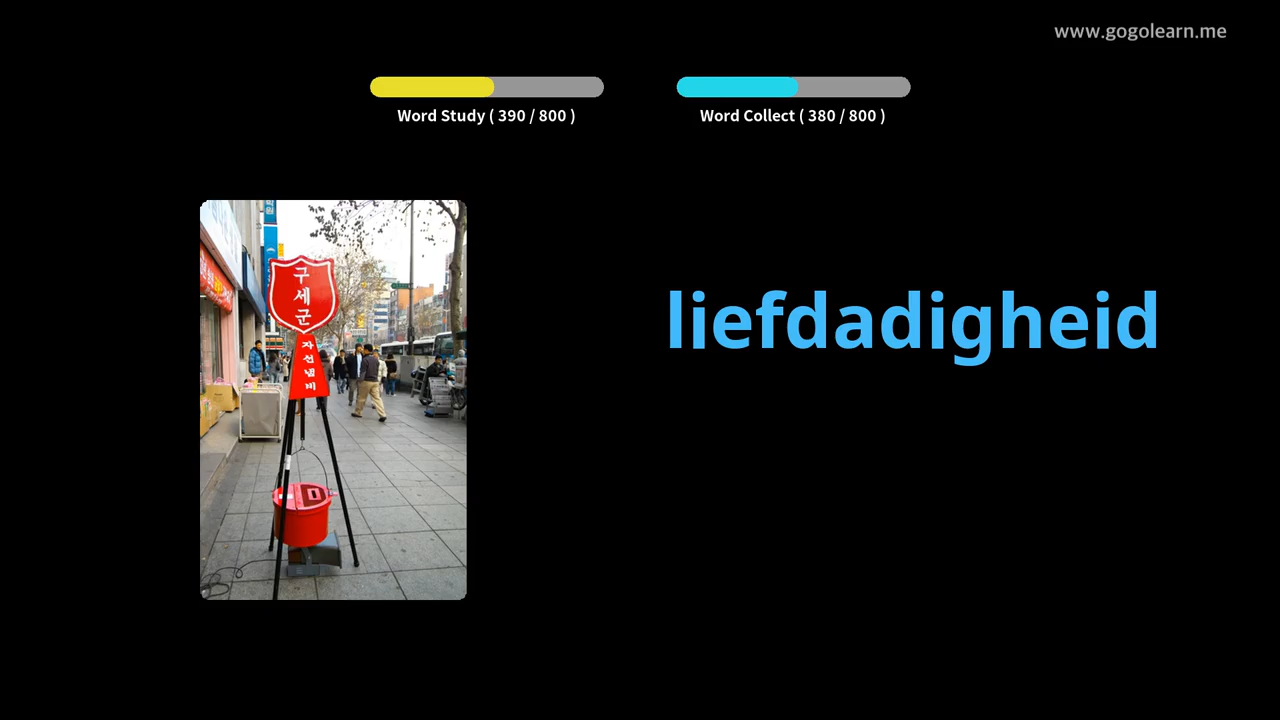 www.gogolearn.me
Word Study ( 390 / 800 )
Word Collect ( 380 / 800 )
liefdadigheid
구세군
자선냄비